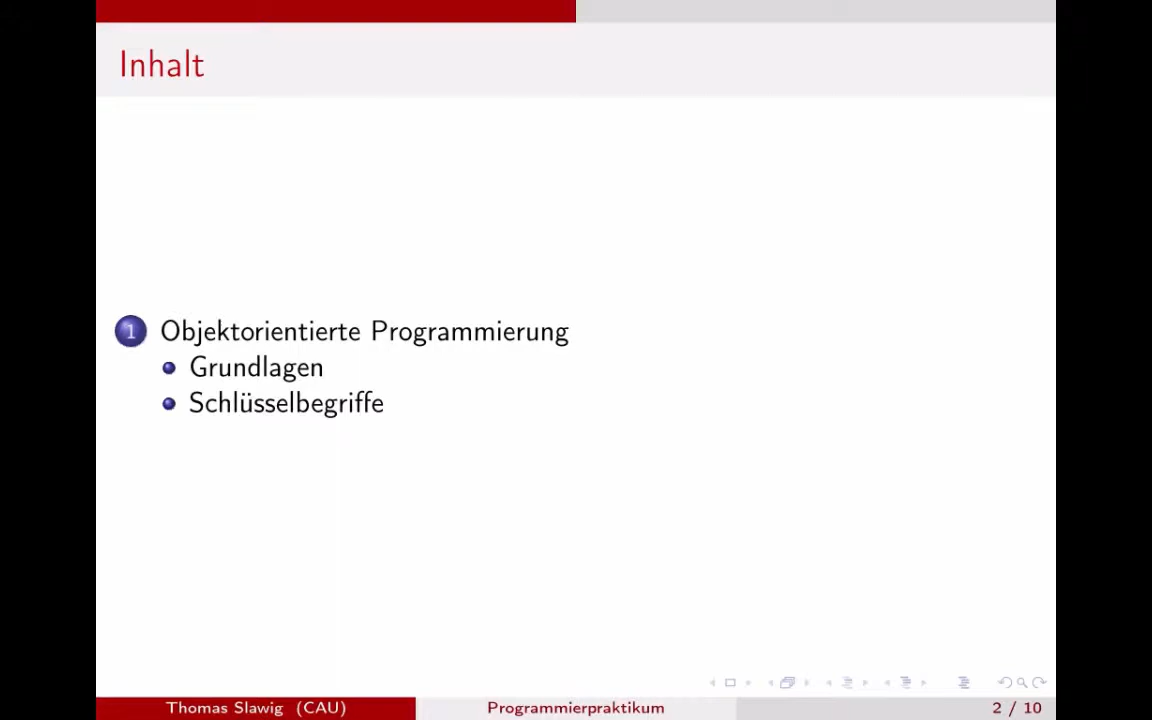 Inhalt
1 Objektorientierte Programmierung
Grundlagen
Schlüsselbegriffe
Thomas Slawig (CAU) Programmierpraktikum 2 / 10